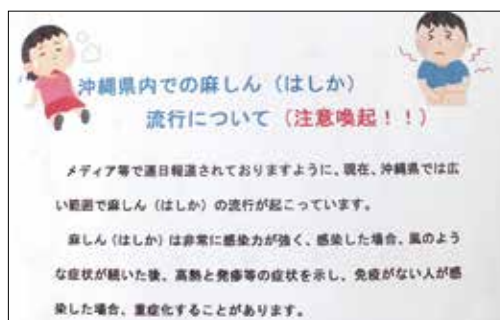 沖縄県内での麻しん（はしか）
流行について（注意喚起！！）
メディア等で連日報道されておりますように、現在、沖縄県では広
い範囲で麻しん（はしか）の流行が起こっています。
麻しん（はしか）は非常に感染力が強く、感染した場合、風のよう
な症状が続いた後、高熱と発疹等の症状を示し、免疫がない人が感
染した場合、重症化することがあります。